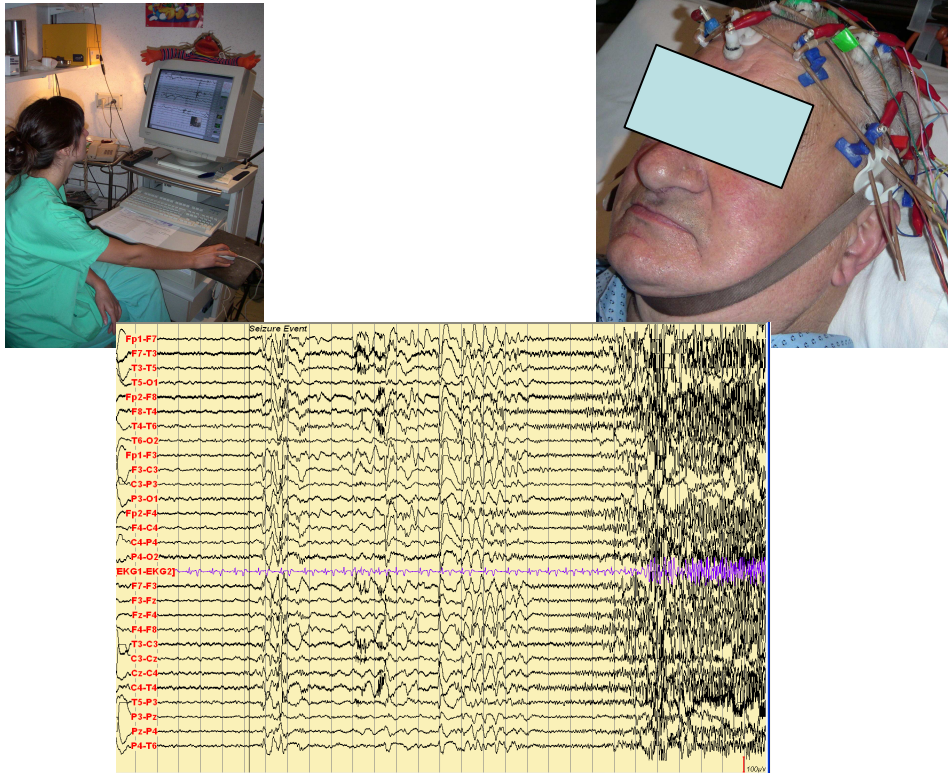 Seizure Event
Fp1-F7
F7-T3
T3-T5
T5-O1
Fp2-F8
F8-T4
T4-T6
T6-O2
Fp1-F3
F3-C3
C3-P3
P3-O1
Fp2-F4
F4-C4
C4-P4
P4-O2
EKG1-EKG2]
F7-F3
F3-Fz
Fz-F4
F4-F8
T3-C3
C3-Cz
Cz-C4
C4-T4
T5-P3
P3-Pz
Pz-P4
P4-T6
100µV